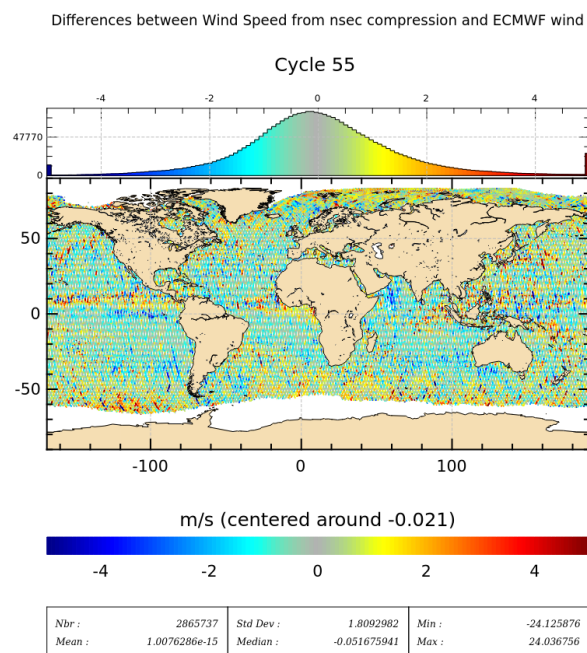 Differences between Wind Speed from nsec compression and ECMWF wind
Cycle 55
-4 -2 0 2 4
47770
0
50
0
-50
-100 0 100
m/s (centered around -0.021)
-4 -2 0 2 4
Nbr : 2865737 Std Dev : 1.8092982 Min : -24.125876
Mean : 1.0076286e-15 Median : -0.051675941 Max : 24.036756